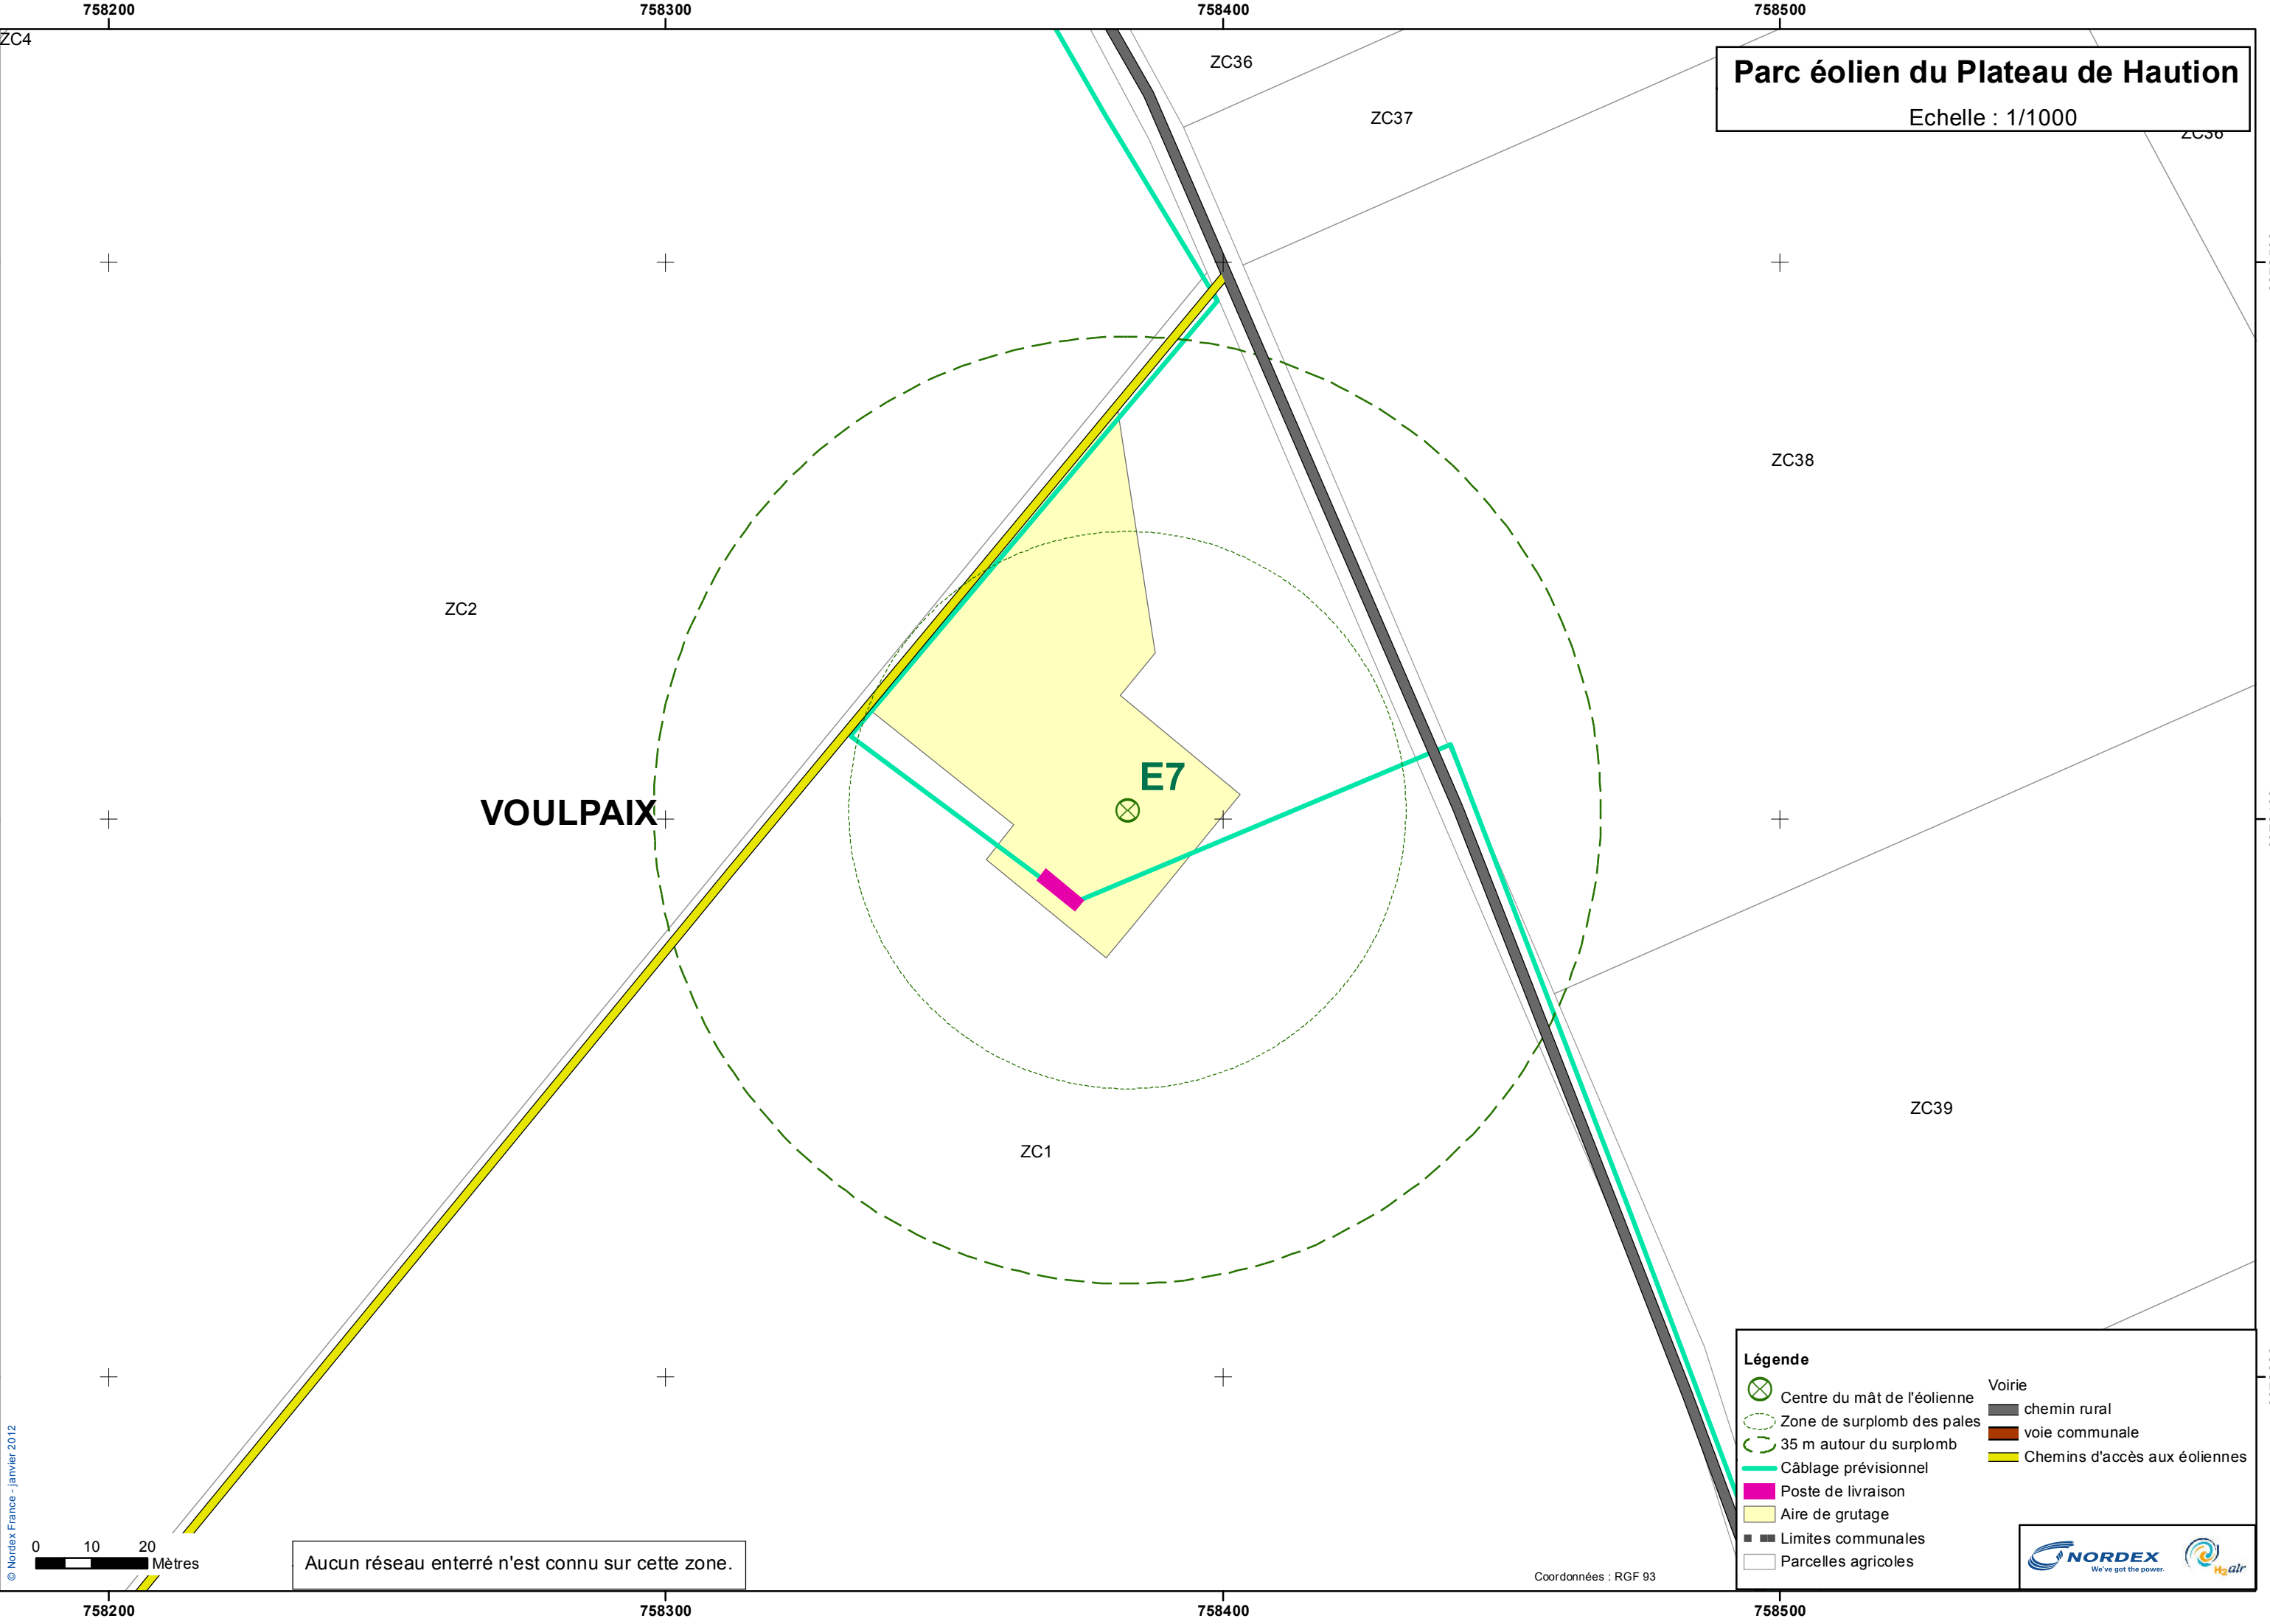 758200 758300 758400 758500
ZC4
ZC36
Parc éolien du Plateau de Haution
Echelle : 1/1000
ZC37
ZC36
ZC38
ZC2
E7
VOULPAIX
ZC39
ZC1
Légende
Centre du mât de l'éolienne
Zone de surplomb des pales
35 m autour du surplomb
Câblage prévisionnel
Poste de livraison
Aire de grutage
Limites communales
Parcelles agricoles
Voirie
chemin rural
voie communale
Chemins d'accès aux éoliennes
© Nordex France - janvier 2012
0 10 20
Mètres
Aucun réseau enterré n'est connu sur cette zone.
Coordonnées : RGF 93
NORDEX
We've got the power.
H2air
758200 758300 758400 758500